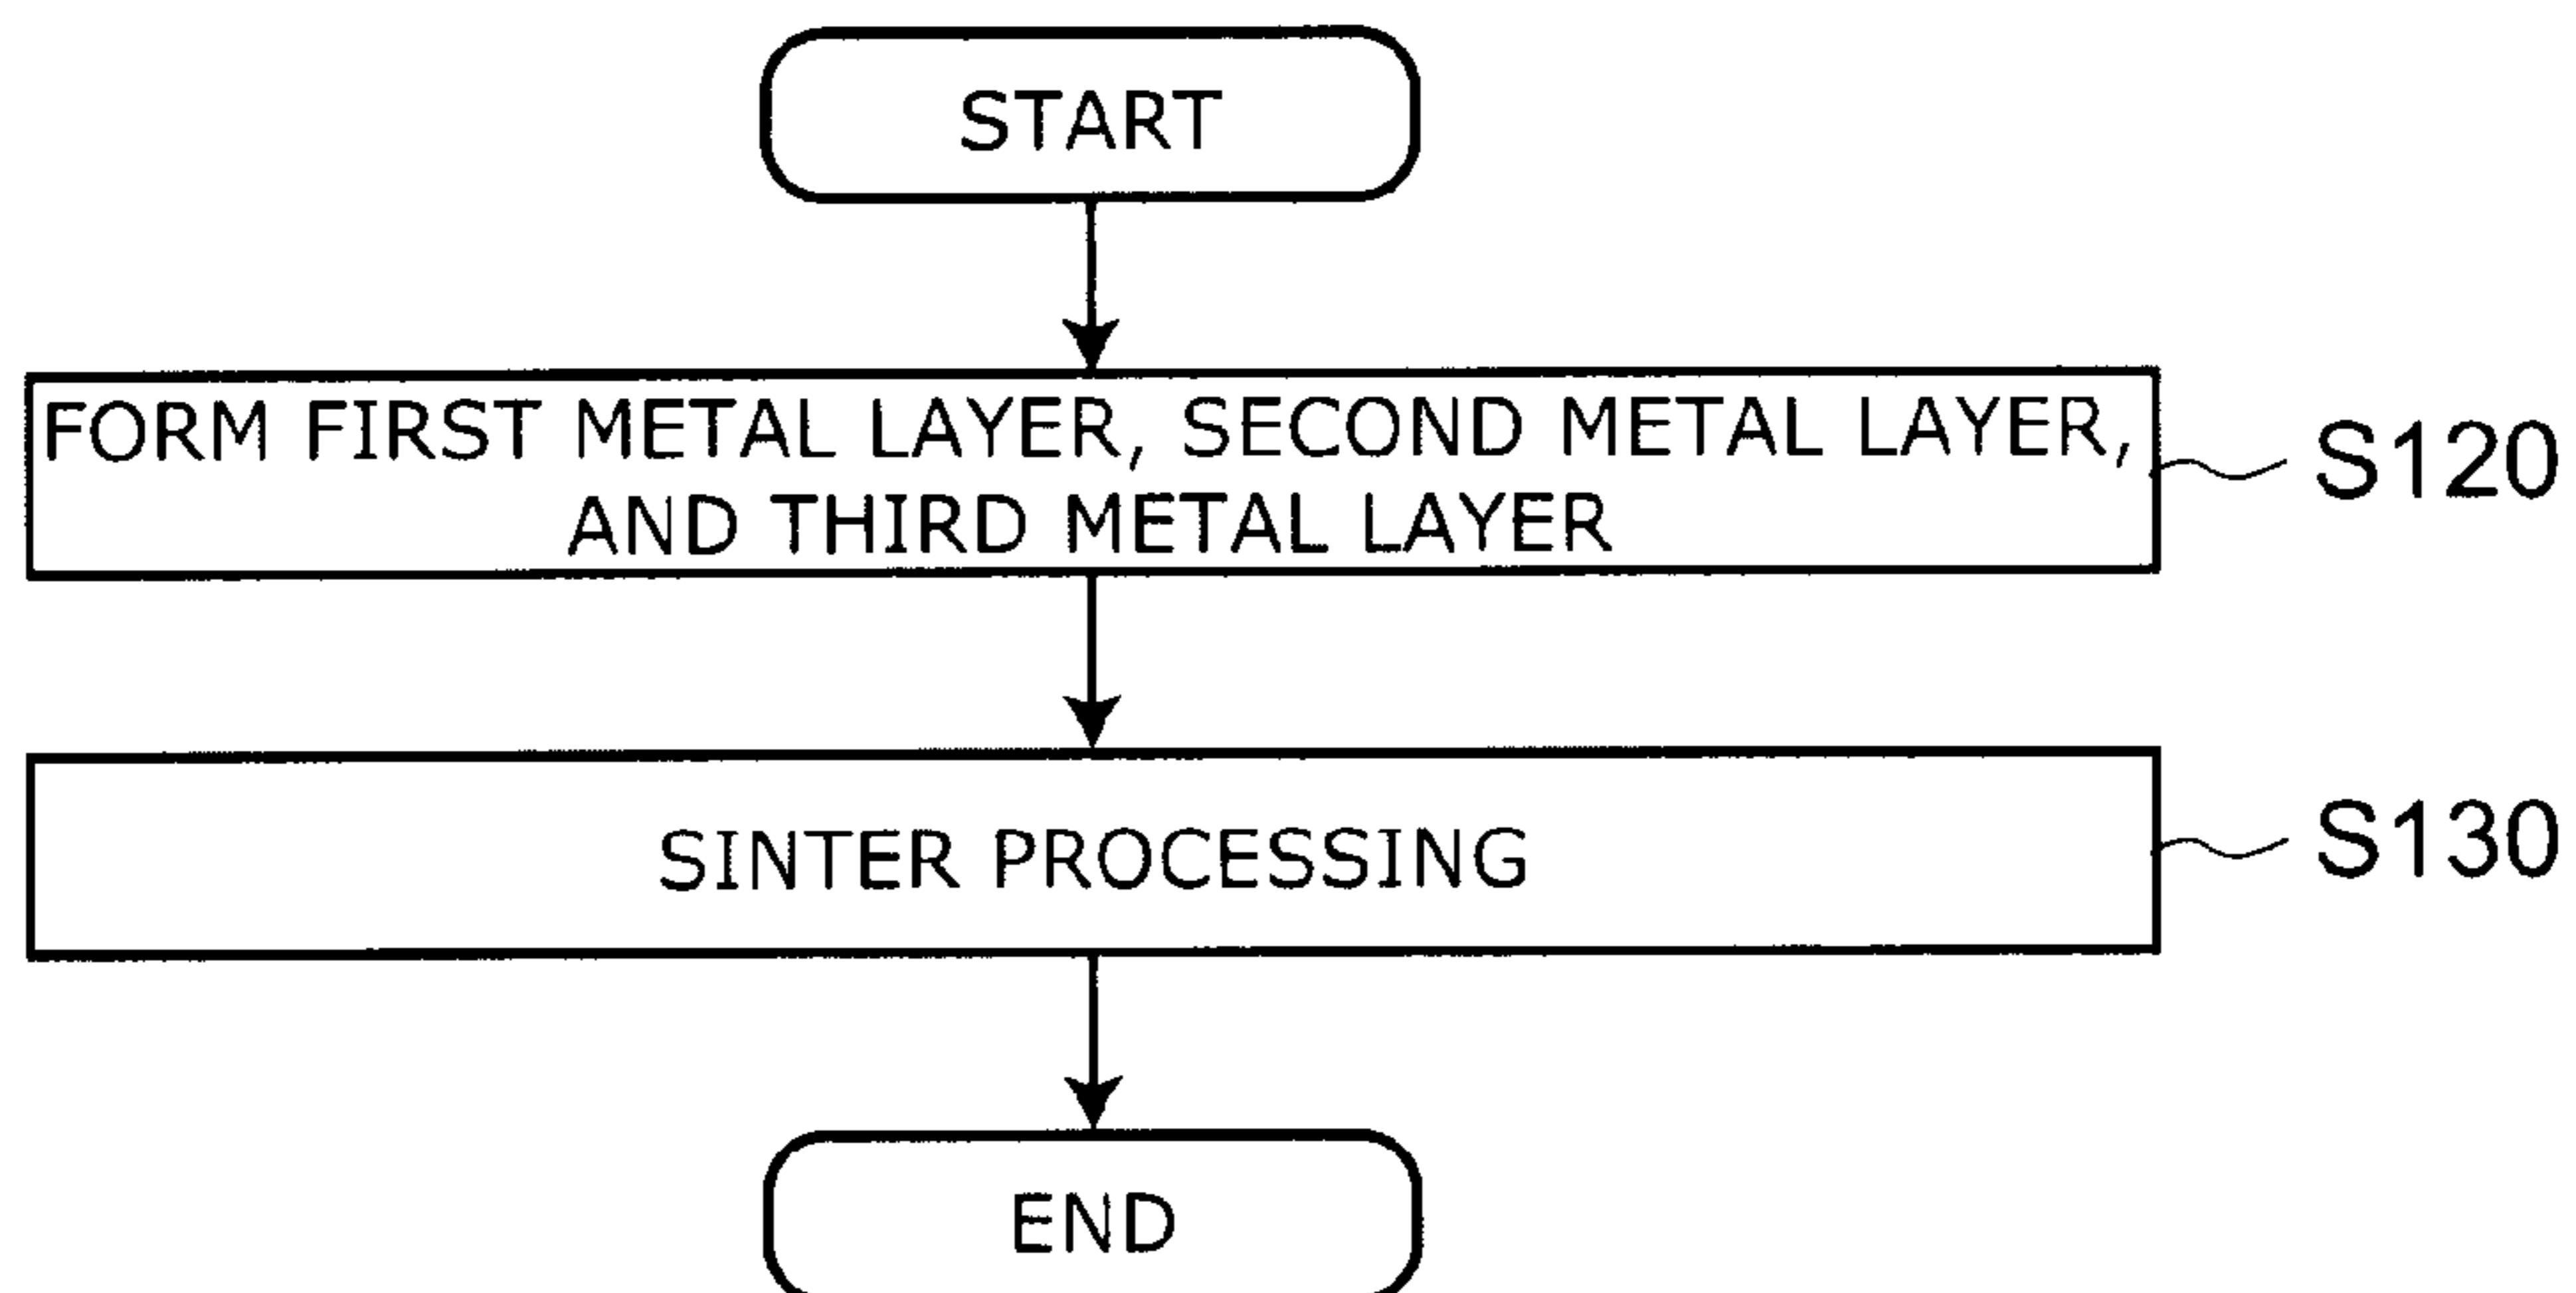 START
FORM FIRST METAL LAYER, SECOND METAL LAYER,
AND THIRD METAL LAYER
S120
SINTER PROCESSING
S130
END